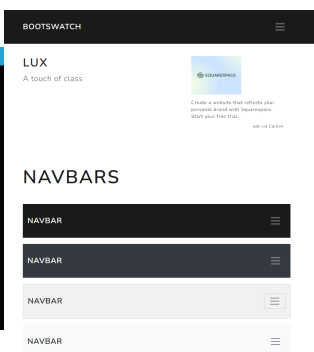 BOOTSWATCH
LUX
A touch of class
SQUARESPACE
Create a website that reflects your
personal brand with Squarespace.
Start your free trial.
ads via Carbon
NAVBARS
NAVBAR
NAVBAR
NAVBAR
NAVBAR